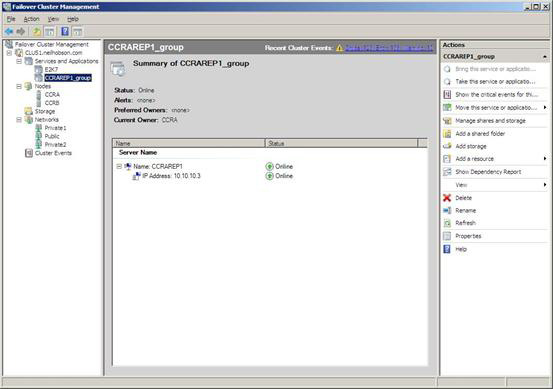 Failover Cluster Management
File Action View Help
Failover Cluster Management
CLUS1.neilhobson.com
Services and Applications
E2K7
CCRAREP1_group
Nodes
CCRA
CCRB
Storage
Networks
Private1
Public
Private2
Cluster Events
CCRAREP1_group
Recent Cluster Events:
Summary of CCRAREP1_group
Status: Online
Alerts: <none>
Preferred Owners: <none>
Current Owner: CCRA
Name Status
Server Name
Name: CCRAREP1 Online
IP Address: 10.10.10.3 Online
Actions
CCRAREP1_group
Bring this service or applicatio...
Take this service or applicatio...
Show the critical events for thi...
Move this service or applicatio...
Manage shares and storage
Add a shared folder
Add storage
Add a resource
Show Dependency Report
View
Delete
Rename
Refresh
Properties
Help